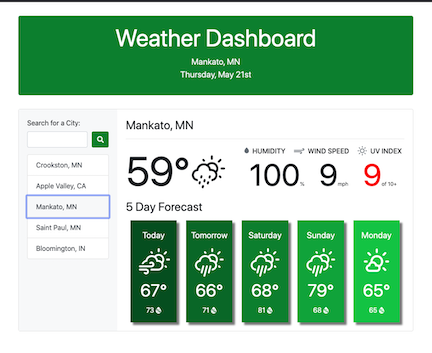 Weather Dashboard
Mankato, MN
Thursday, May 21st
Search for a City:
Crookston, MN
Apple Valley, CA
Mankato, MN
Saint Paul, MN
Bloomington, IN
Mankato, MN
59°
HUMIDITY
100 %
WIND SPEED
9 mph
UV INDEX
9 of 10+
5 Day Forecast
Today
67°
73
Tomorrow
66°
71
Saturday
68°
81
Sunday
79°
68
Monday
65°
65